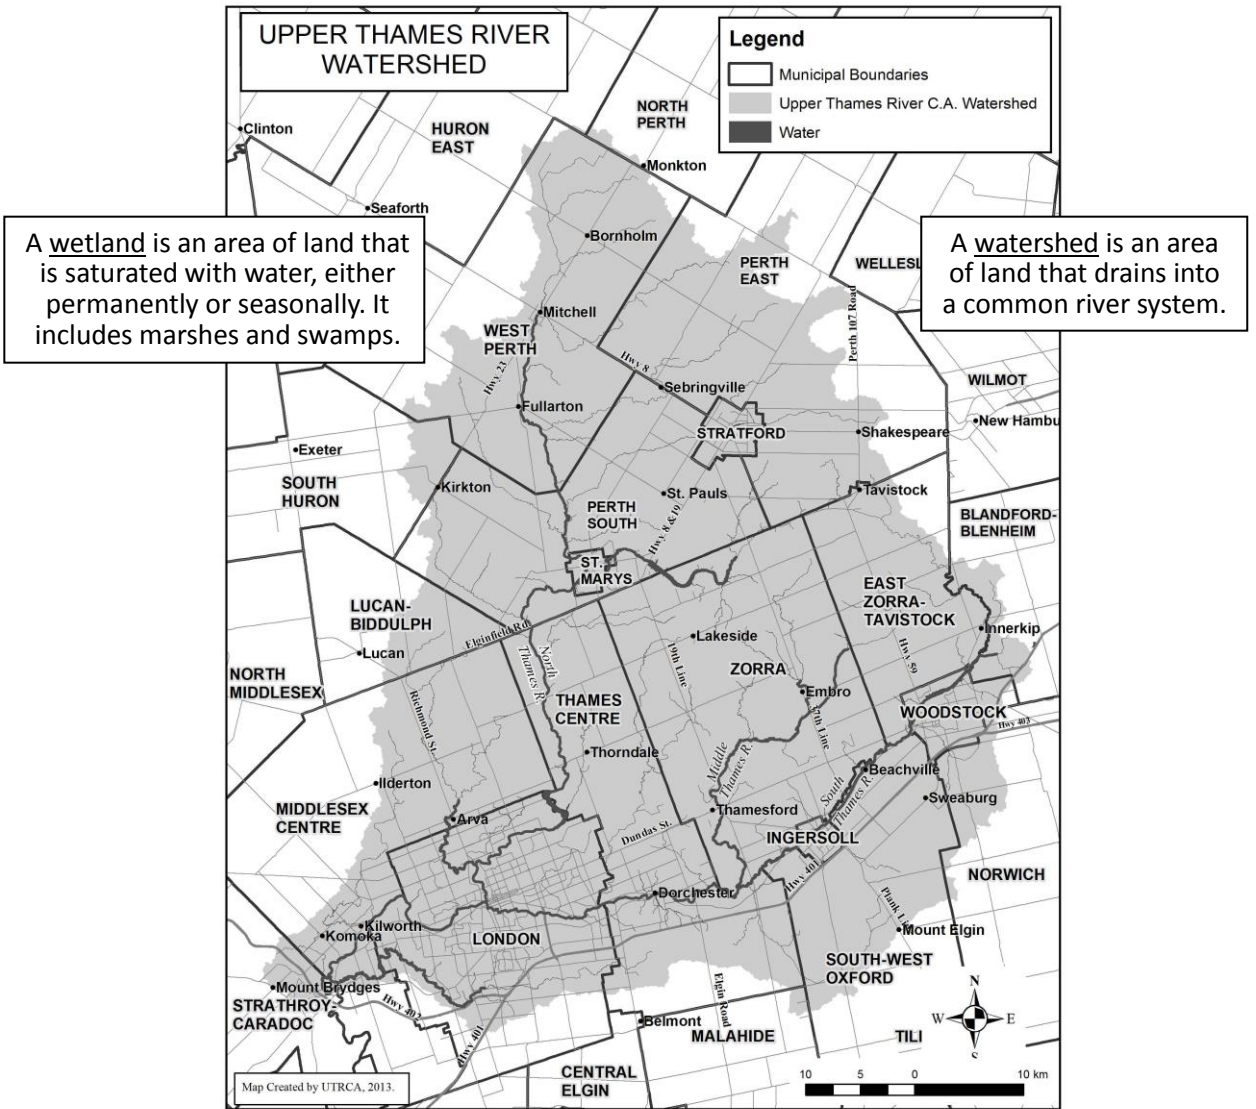 UPPER THAMES RIVER
WATERSHED
Legend
Municipal Boundaries
Upper Thames River C.A. Watershed
Water
NORTH
PERTH
Clinton
HURON
EAST
Monkton
Seaforth
A wetland is an area of land that
is saturated with water, either
permanently or seasonally. It
includes marshes and swamps.
A watershed is an area
of land that drains into
a common river system.
Bornholm
PERTH
EAST
WELLESL
Perth 107 Road
Mitchell
WEST
PERTH
Hwy 23
Hwy 8
Sebringville
WILMOT
New Hambu
Fullarton
STRATFORD
Shakespeare
Exeter
SOUTH
HURON
Kirkton
St. Pauls
Tavistock
PERTH
SOUTH
Hwy 8 & 19
BLANDFORD-
BLENHEIM
ST.
MARYS
EAST
ZORRA-
TAVISTOCK
LUCAN-
BIDDULPH
Elginfield Rd.
Lakeside
Innerkip
Lucan
North
Thames R.
19th Line
ZORRA
Hwy 59
NORTH
MIDDLESEX
Richmond St.
THAMES
CENTRE
Embro
37th Line
WOODSTOCK
Hwy 403
Thorndale
Middle
Thames R.
Beachville
Ilderton
South
Thames R.
Sweaburg
MIDDLESEX
CENTRE
Arva
Thamesford
Dundas St.
INGERSOLL
Hwy 401
NORWICH
Dorchester
Plank Li
Kilworth
Komoka
LONDON
Mount Elgin
SOUTH-WEST
OXFORD
Mount Brydges
STRATHROY-
CARADOC
Hwy 402
Elgin Road
N
W
E
S
Hwy 401
Belmont
MALAHIDE
TILI
CENTRAL
ELGIN
Map Created by UTRCA, 2013.
10 5 0 10 km